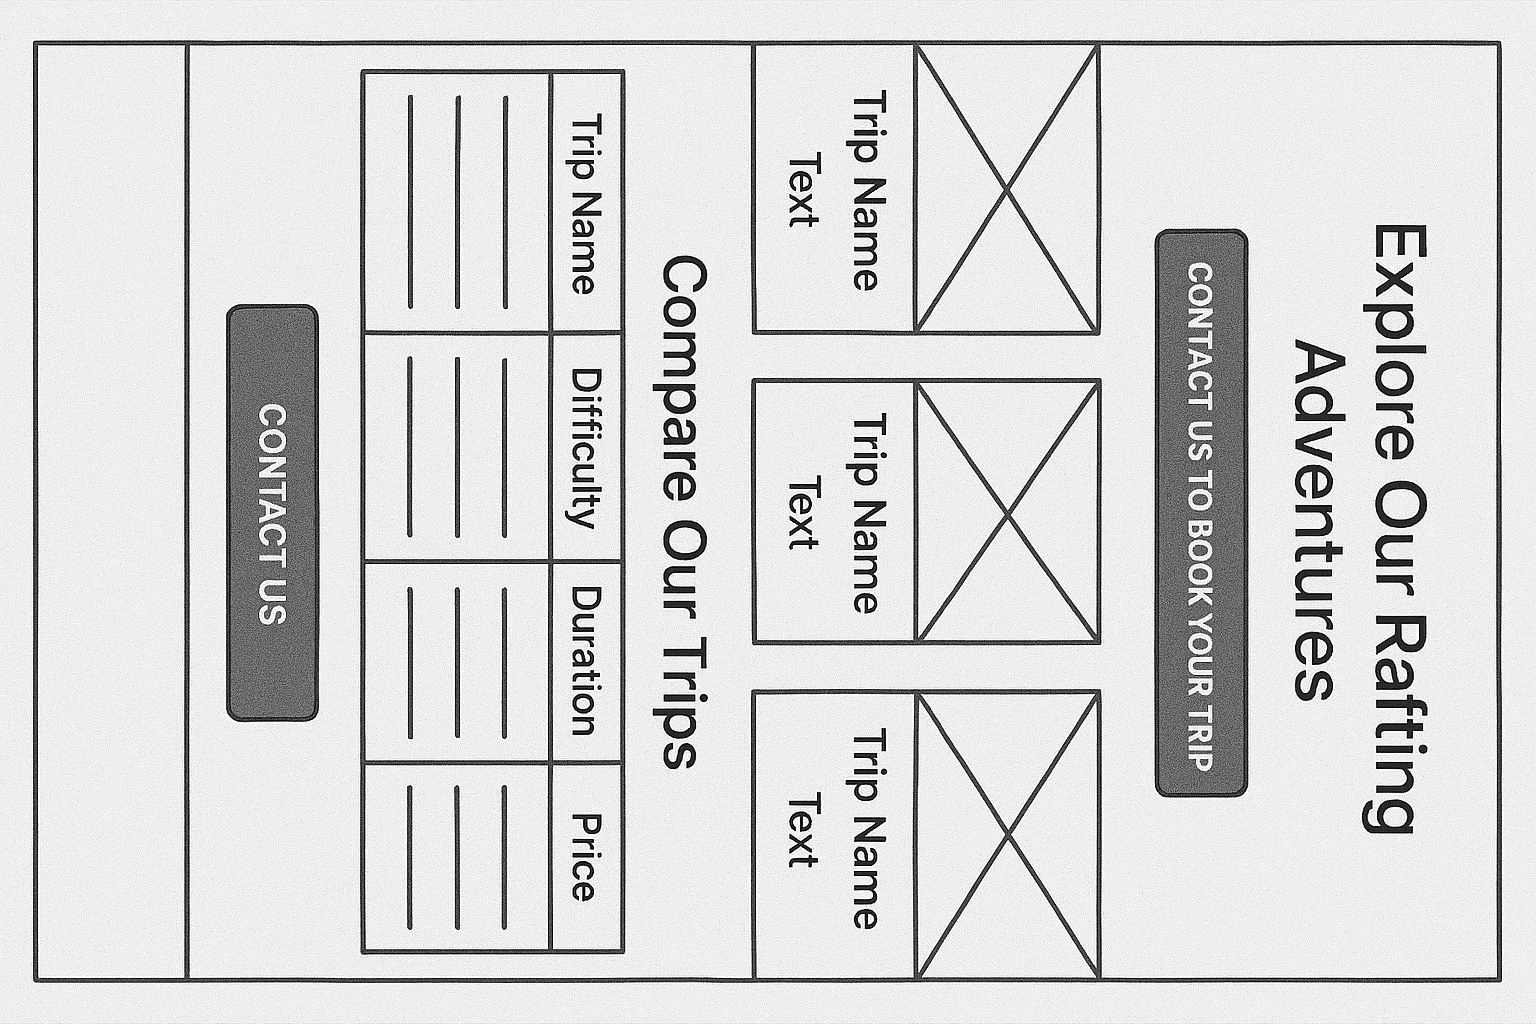 Explore Our Rafting
Adventures
CONTACT US TO BOOK YOUR TRIP
Trip Name
Text
Trip Name
Text
Trip Name
Text
Compare Our Trips
Trip Name
Difficulty
Duration
Price
CONTACT US